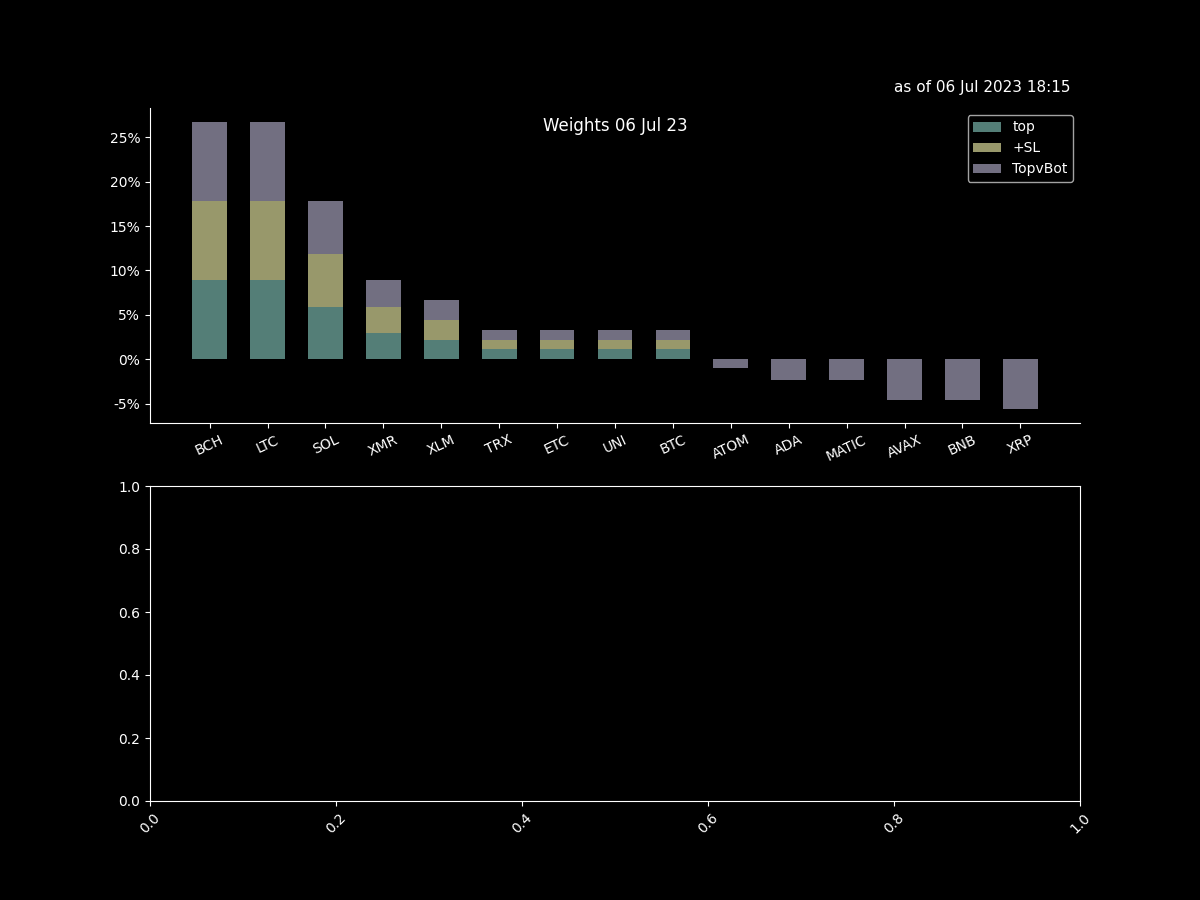 as of 06 Jul 2023 18:15
Weights 06 Jul 23
top
+SL
TopvBot
25%
20%
15%
10%
5%
0%
-5%
BCH LTC SOL XMR XLM TRX ETC UNI BTC ATOM ADA MATIC AVAX BNB XRP
1.0
0.8
0.6
0.4
0.2
0.0
0.0 0.2 0.4 0.6 0.8 1.0